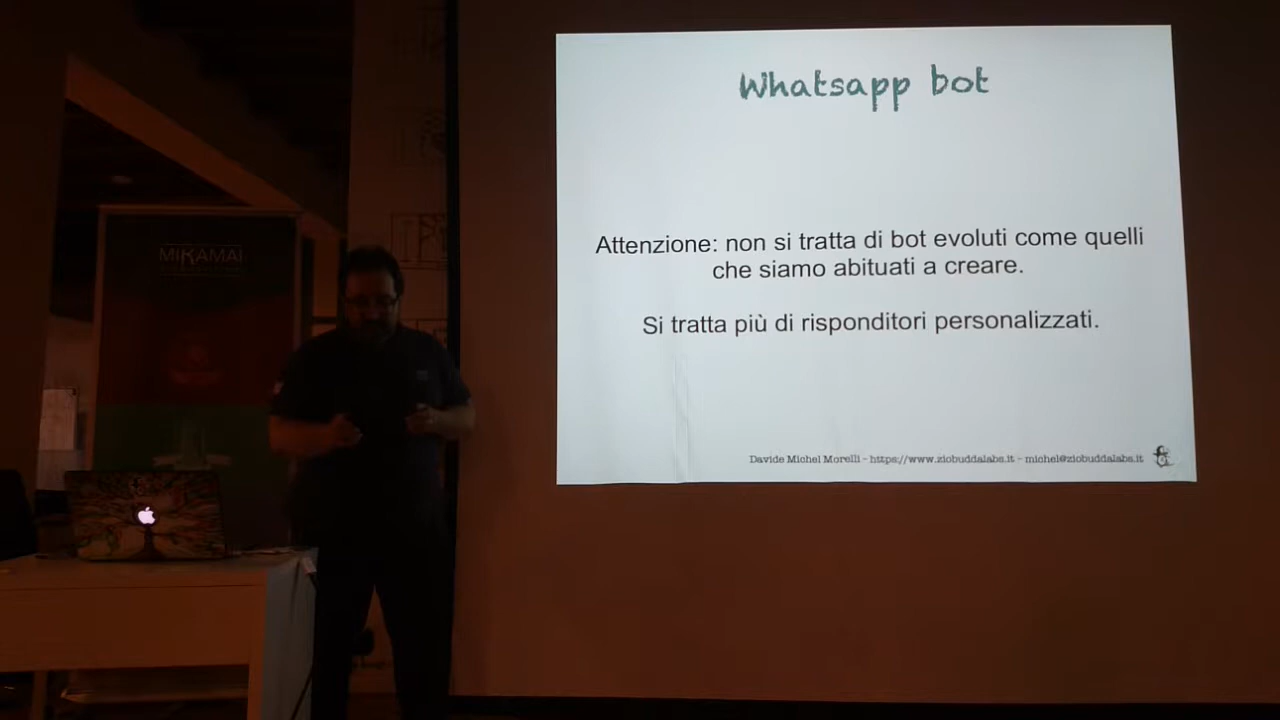 Whatsapp bot
Attenzione: non si tratta di bot evoluti come quelli
che siamo abituati a creare.
Si tratta più di risponditori personalizzati.
Davide Michel Morelli - https://www.ziobuddalabs.it - michel@ziobuddalabs.it
MIKAMAI